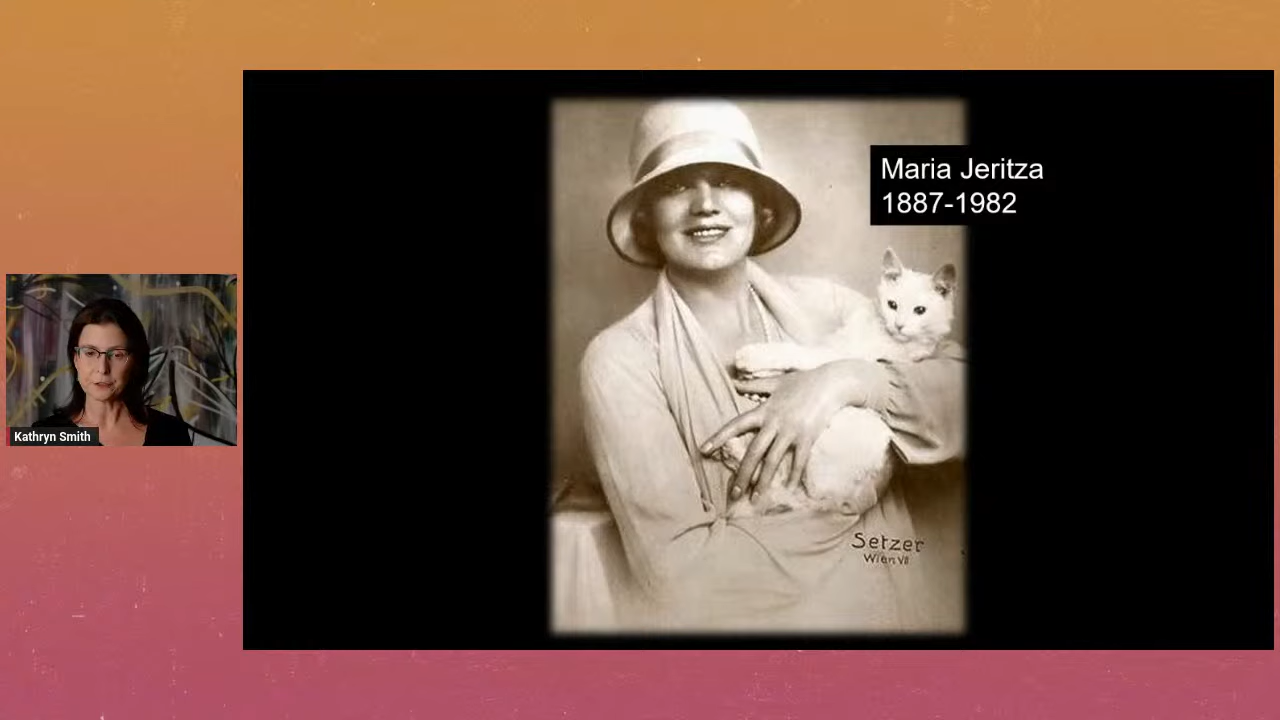 Maria Jeritza
1887-1982
Kathryn Smith
Setzer
Wien VII